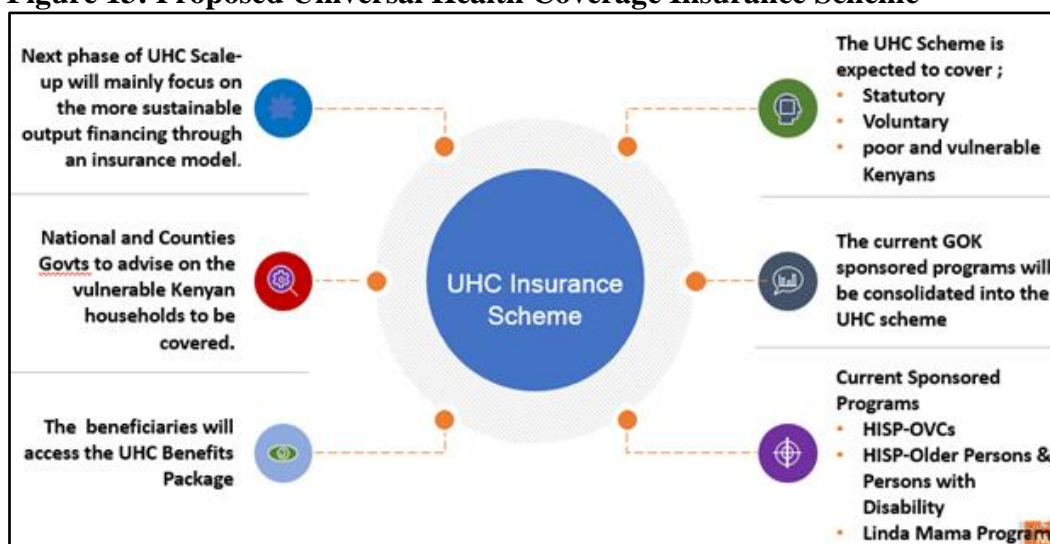 Figure 13: Proposed Universal Health Coverage Insurance Scheme
Next phase of UHC Scale-
up will mainly focus on
the more sustainable
output financing through
an insurance model.
National and Counties
Govts to advise on the
vulnerable Kenyan
households to be
covered.
The beneficiaries will
access the UHC Benefits
Package
UHC Insurance
Scheme
The UHC Scheme is
expected to cover ;
• Statutory
• Voluntary
• poor and vulnerable
Kenyans
The current GOK
sponsored programs will
be consolidated into the
UHC scheme
Current Sponsored
Programs
• HISP-OVCs
• HISP-Older Persons &
Persons with
Disability
• Linda Mama Program